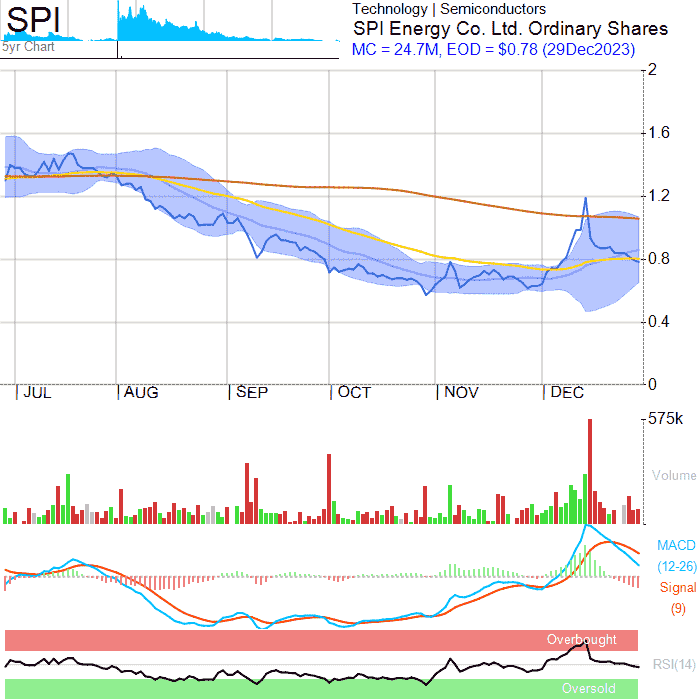 SPI
5yr Chart
Technology | Semiconductors
SPI Energy Co. Ltd. Ordinary Shares
MC = 24.7M, EOD = $0.78 (29Dec2023)
2
1.6
1.2
0.8
0.4
0
JUL AUG SEP OCT NOV DEC
575k
Volume
MACD
(12-26)
Signal
(9)
Overbought
RSI(14)
Oversold